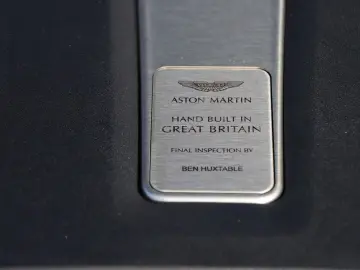 ASTON MARTIN
HAND BUILT IN
GREAT BRITAIN
FINAL INSPECTION BY
BEN HUXTABLE